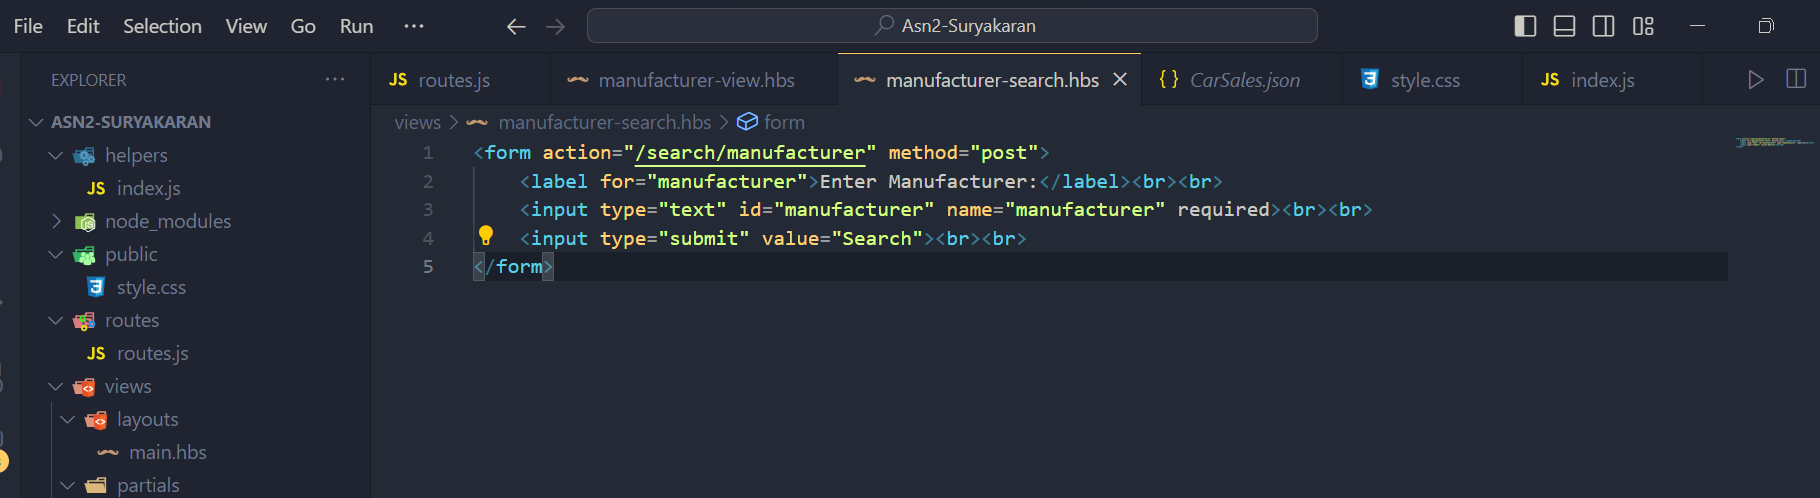 File Edit Selection View Go Run ··· Asn2-Suryakaran
EXPLORER ···
ASN2-SURYAKARAN
helpers
JS index.js
node_modules
public
style.css
routes
JS routes.js
views
layouts
main.hbs
partials
JS routes.js manufacturer-view.hbs manufacturer-search.hbs {} CarSales.json style.css JS index.js
views > manufacturer-search.hbs > form
1 <form action="/search/manufacturer" method="post">
2 <label for="manufacturer">Enter Manufacturer:</label><br><br>
3 <input type="text" id="manufacturer" name="manufacturer" required><br><br>
4 <input type="submit" value="Search"><br><br>
5 </form>